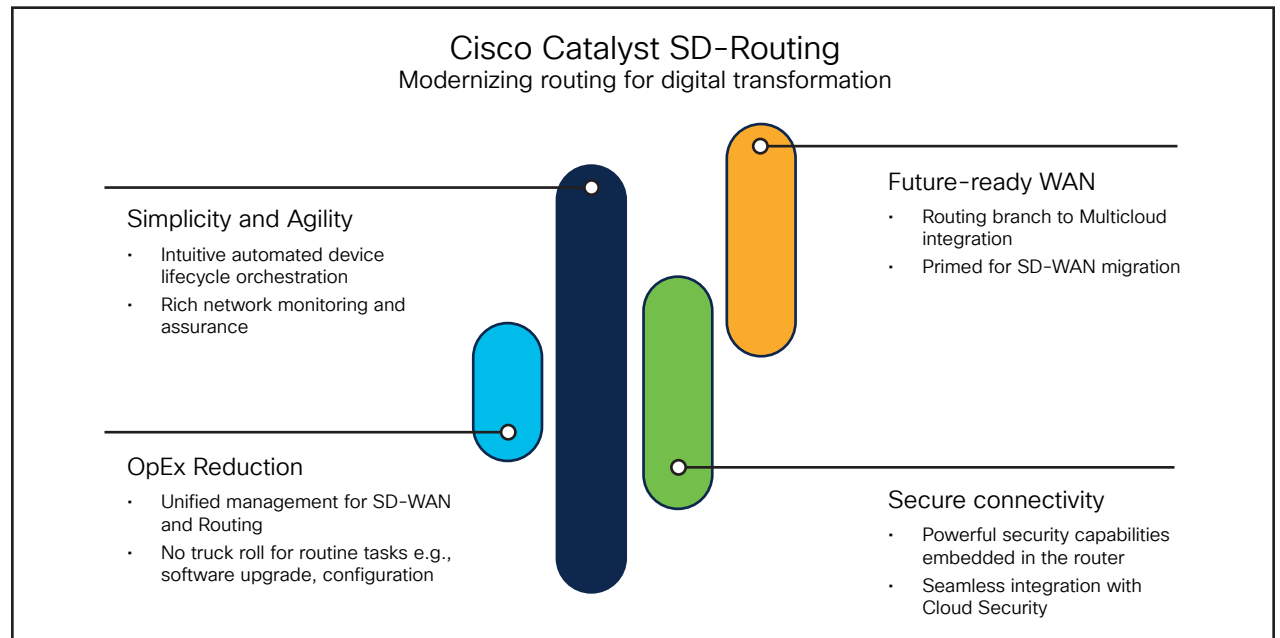 Cisco Catalyst SD-Routing
Modernizing routing for digital transformation
Simplicity and Agility
· Intuitive automated device
lifecycle orchestration
· Rich network monitoring and
assurance
OpEx Reduction
· Unified management for SD-WAN
and Routing
· No truck roll for routine tasks e.g.,
software upgrade, configuration
Future-ready WAN
· Routing branch to Multicloud
integration
· Primed for SD-WAN migration
Secure connectivity
· Powerful security capabilities
embedded in the router
· Seamless integration with
Cloud Security